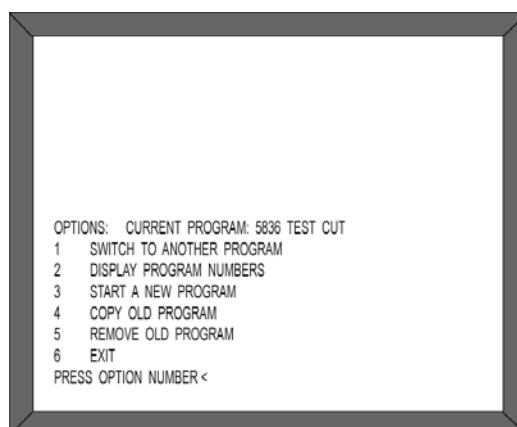 OPTIONS: CURRENT PROGRAM: 5836 TEST CUT
1 SWITCH TO ANOTHER PROGRAM
2 DISPLAY PROGRAM NUMBERS
3 START A NEW PROGRAM
4 COPY OLD PROGRAM
5 REMOVE OLD PROGRAM
6 EXIT
PRESS OPTION NUMBER <